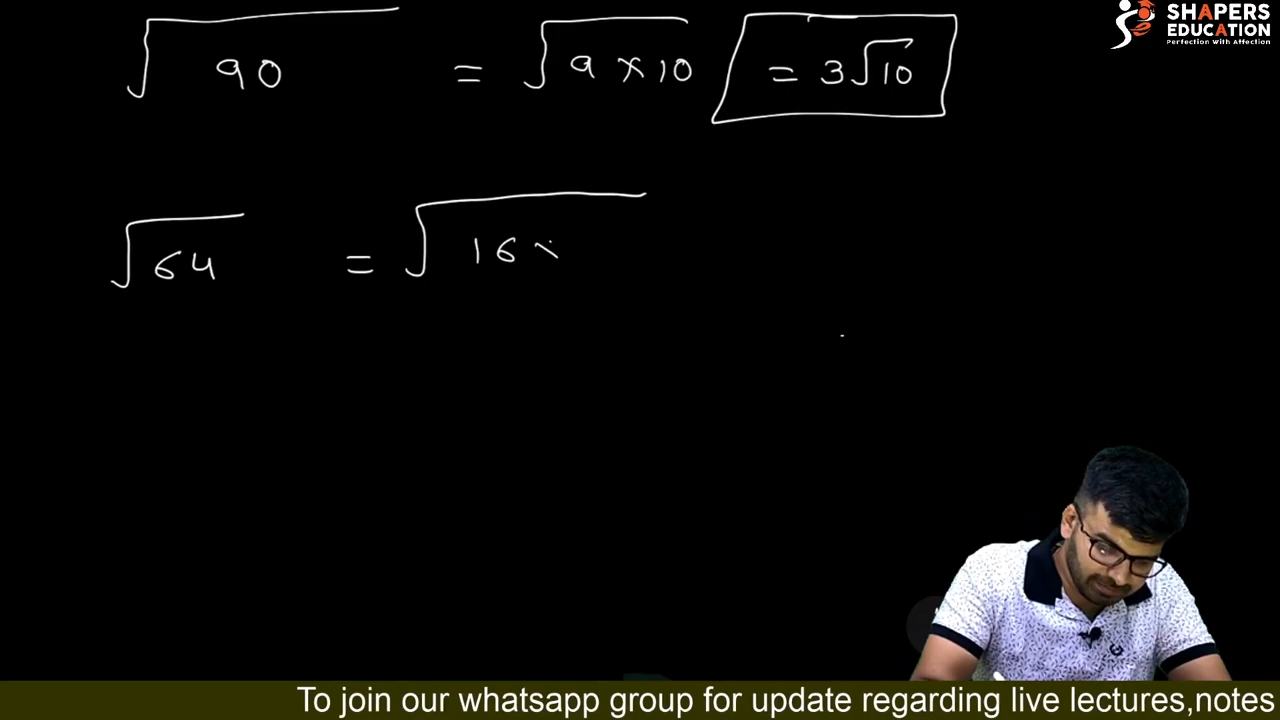 SHAPERS
EDUCATION
Perfection With Affection
√90 = √9 × 10 = 3√10
√64 = √16 ×
To join our whatsapp group for update regarding live lectures,notes